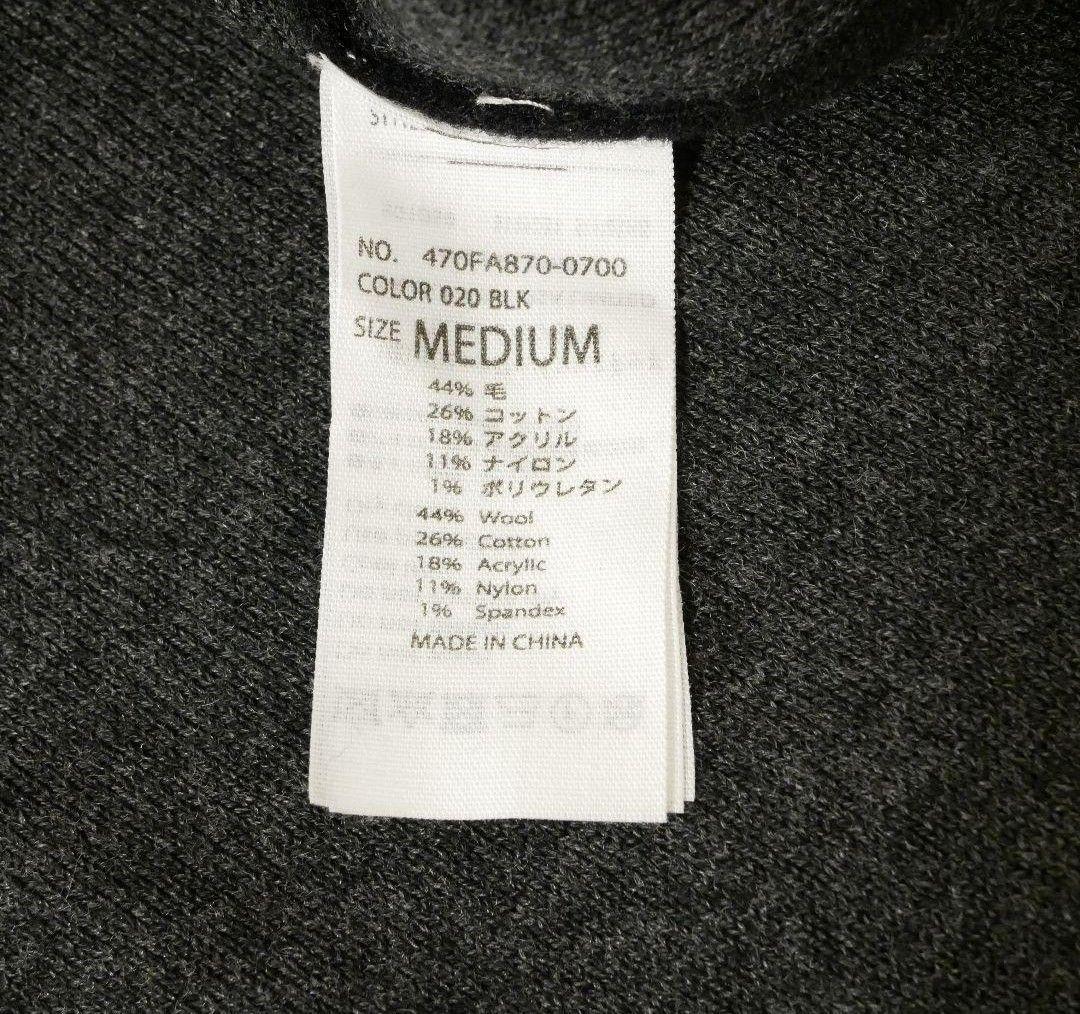 NO. 470FA870-0700
COLOR 020 BLK
SIZE MEDIUM
44% 毛
26% コットン
18% アクリル
11% ナイロン
1% ポリウレタン
44% Wool
26% Cotton
18% Acrylic
11% Nylon
1% Spandex
MADE IN CHINA